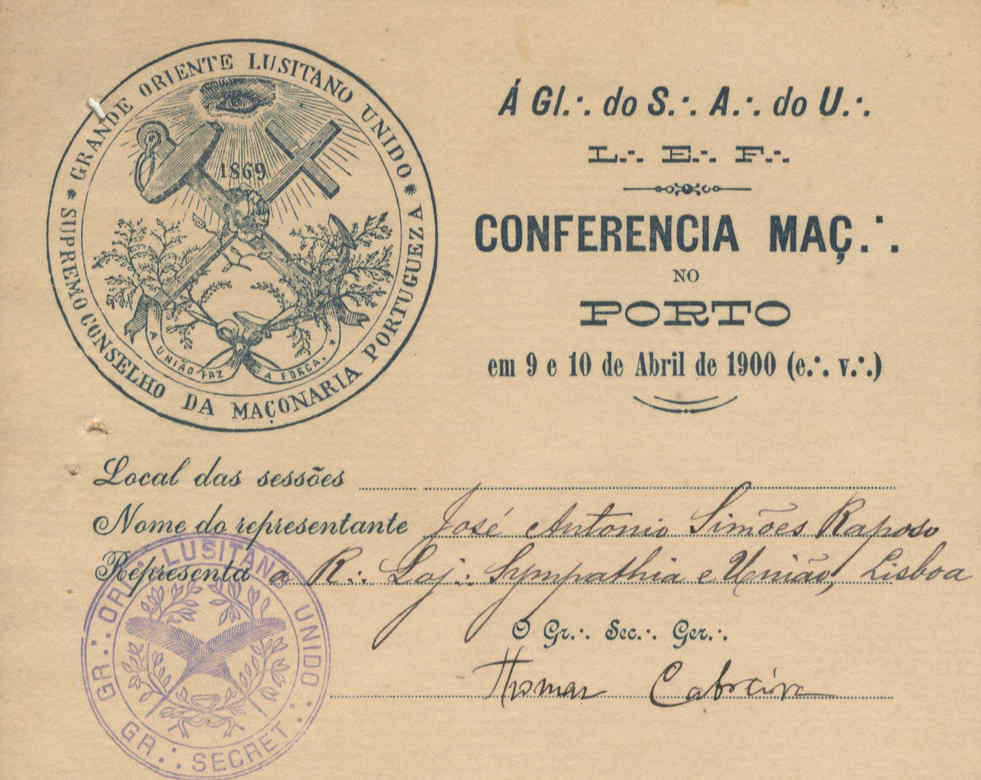 * GRANDE ORIENTE LUSITANO UNIDO *
SUPREMO CONSELHO DA MAÇONARIA PORTUGUEZA
1869
A UNIÃO FAZ A FORÇA.
Á Gl.·. do S.·. A.·. do U.·.
L.·. E.·. F.·.
CONFERENCIA MAÇ.·.
NO
PORTO
em 9 e 10 de Abril de 1900 (e.·. v.·.)
Local das sessões
Nome do representante José Antonio Simões Raposo
Representa a R.·. Loj.·. Sympathia e União, Lisboa
O Gr.·. Sec.·. Ger.·.
Thomaz Cabreira
GR.·. OR.·. LUSITANO UNIDO
GR.·. SECRET.·.